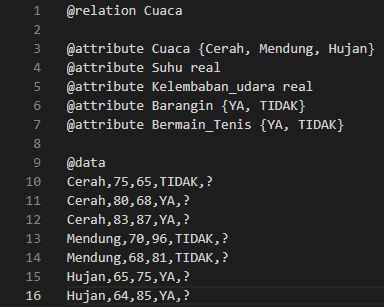 1 @relation Cuaca
2
3 @attribute Cuaca {Cerah, Mendung, Hujan}
4 @attribute Suhu real
5 @attribute Kelembaban_udara real
6 @attribute Barangin {YA, TIDAK}
7 @attribute Bermain_Tenis {YA, TIDAK}
8
9 @data
10 Cerah,75,65,TIDAK,?
11 Cerah,80,68,YA,?
12 Cerah,83,87,YA,?
13 Mendung,70,96,TIDAK,?
14 Mendung,68,81,TIDAK,?
15 Hujan,65,75,YA,?
16 Hujan,64,85,YA,?